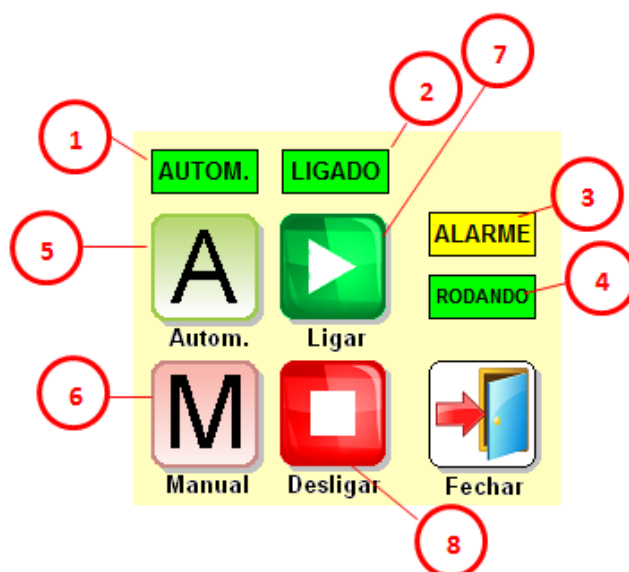 7
2
1
AUTOM.
LIGADO
3
ALARME
5
A
4
RODANDO
Autom.
Ligar
6
M
Manual
Desligar
Fechar
8